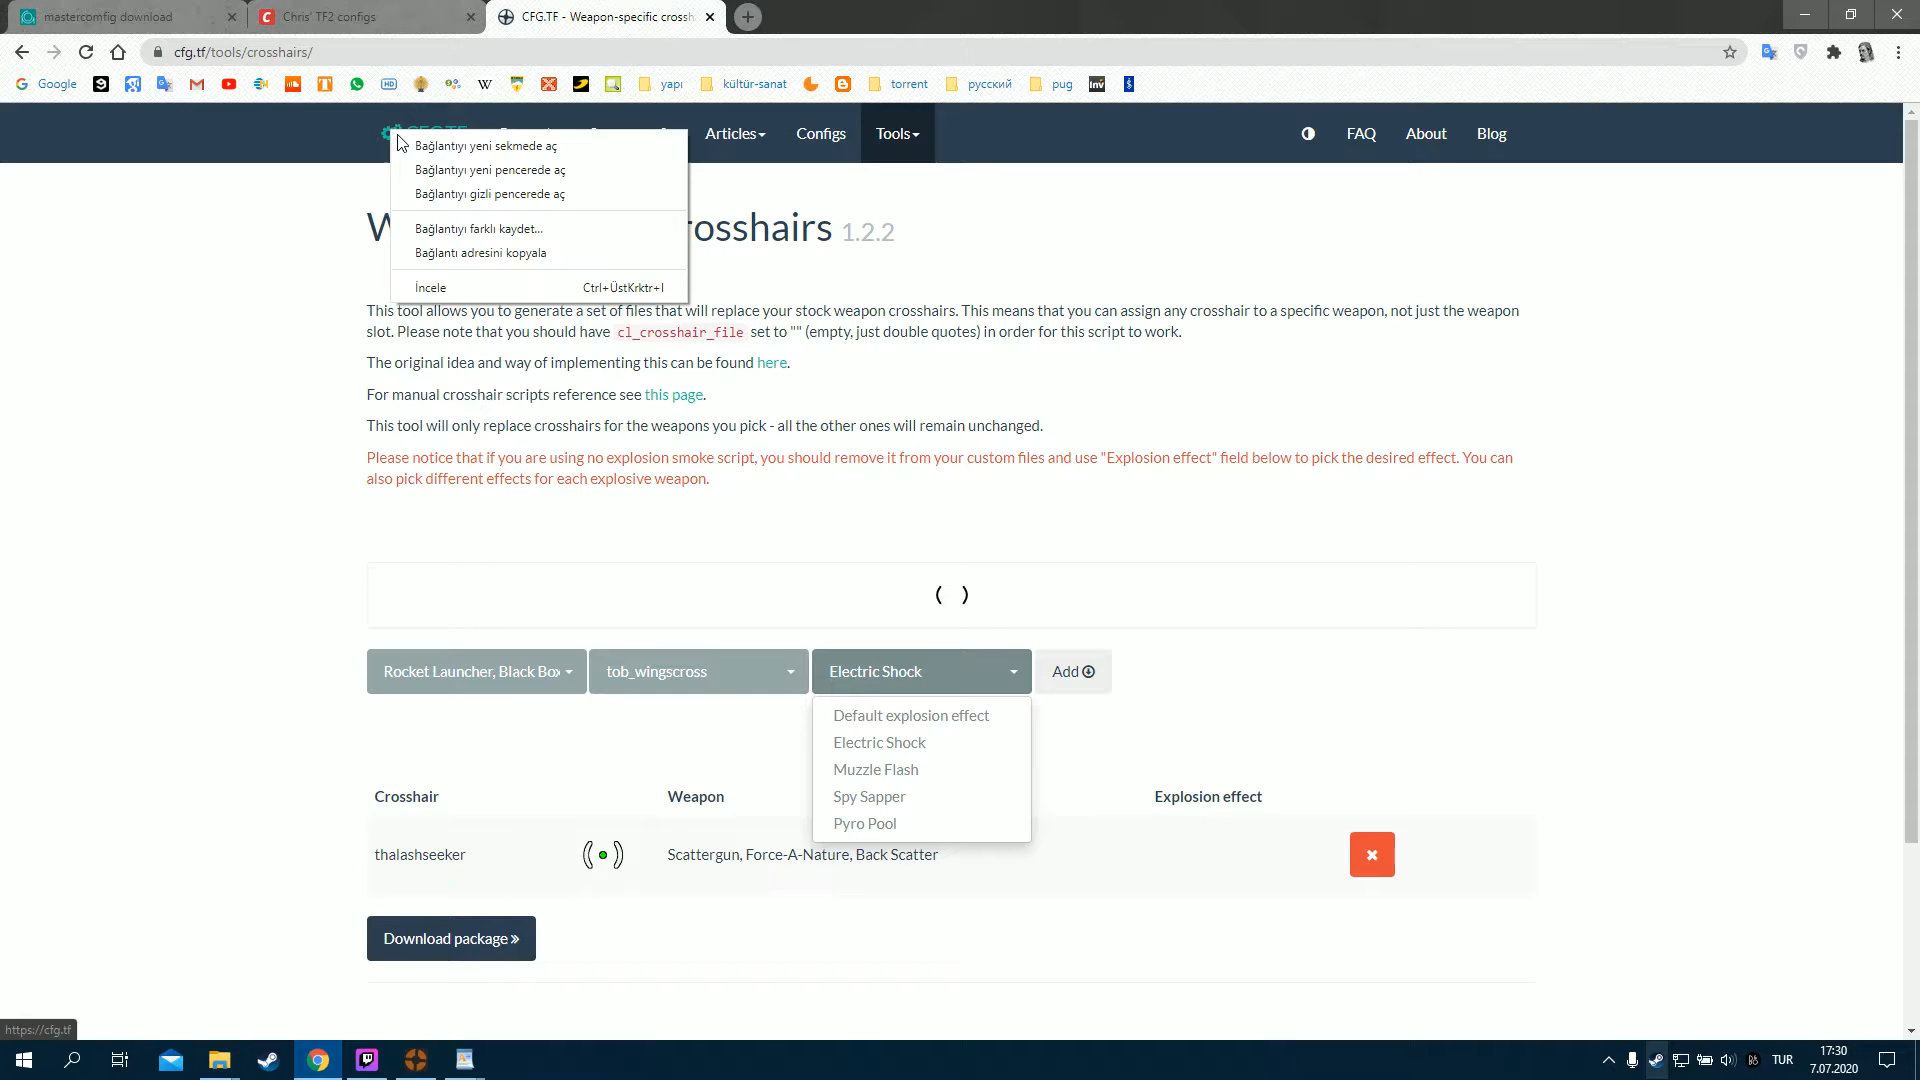 mastercomfig download
Chris' TF2 configs
CFG.TF - Weapon-specific crossh
cfg.tf/tools/crosshairs/
Google
yapı
kültür-sanat
torrent
русский
pug
Inv
Articles
Configs
Tools
FAQ
About
Blog
Bağlantıyı yeni sekmede aç
Bağlantıyı yeni pencerede aç
Bağlantıyı gizli pencerede aç
Bağlantıyı farklı kaydet...
Bağlantı adresini kopyala
İncele Ctrl+ÜstKrktr+I
rosshairs 1.2.2
This tool allows you to generate a set of files that will replace your stock weapon crosshairs. This means that you can assign any crosshair to a specific weapon, not just the weapon
slot. Please note that you should have cl_crosshair_file set to "" (empty, just double quotes) in order for this script to work.
The original idea and way of implementing this can be found here.
For manual crosshair scripts reference see this page.
This tool will only replace crosshairs for the weapons you pick - all the other ones will remain unchanged.
Please notice that if you are using no explosion smoke script, you should remove it from your custom files and use "Explosion effect" field below to pick the desired effect. You can
also pick different effects for each explosive weapon.
Rocket Launcher, Black Box
tob_wingscross
Electric Shock
Add
Default explosion effect
Electric Shock
Muzzle Flash
Spy Sapper
Pyro Pool
Crosshair
Weapon
Explosion effect
thalashseeker
Scattergun, Force-A-Nature, Back Scatter
Download package »
https://cfg.tf
TUR
17:30
7.07.2020